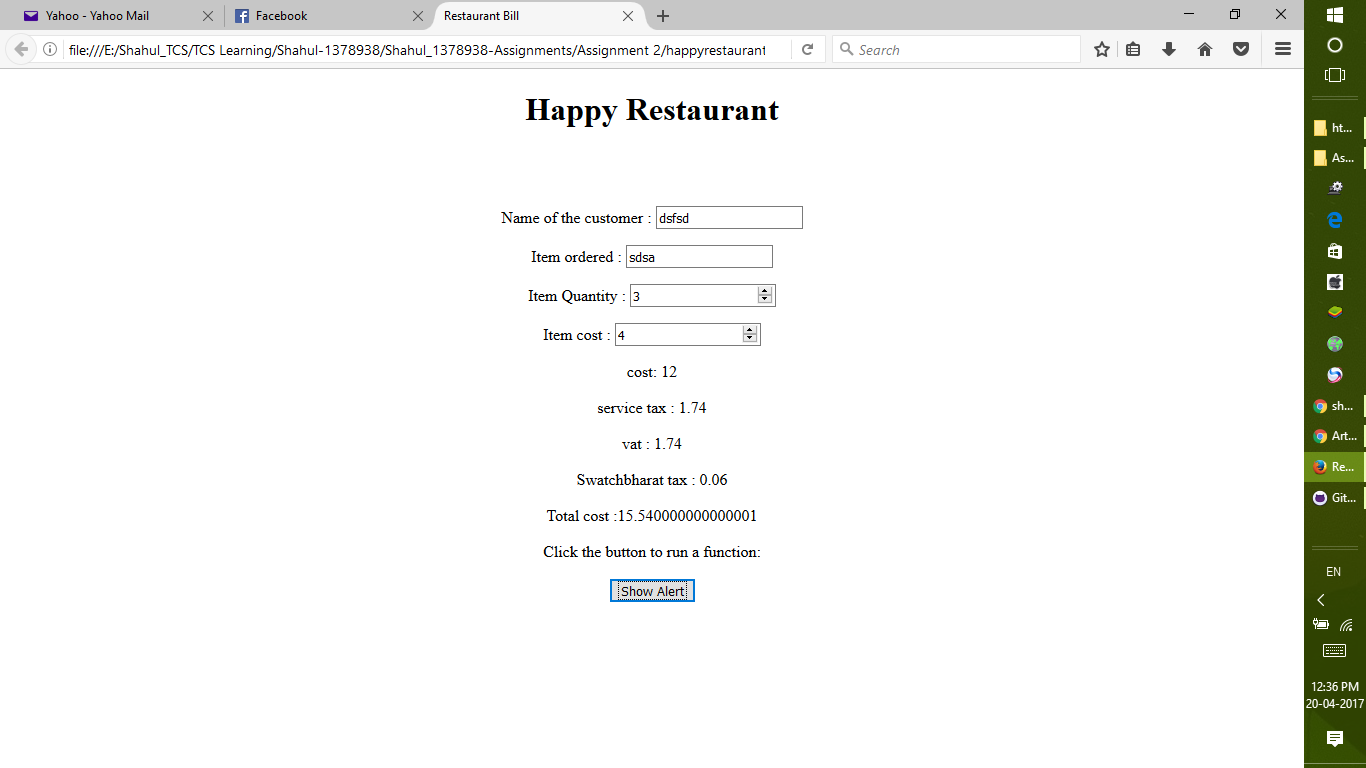 Yahoo - Yahoo Mail
Facebook
Restaurant Bill
file:///E:/Shahul_TCS/TCS Learning/Shahul-1378938/Shahul_1378938-Assignments/Assignment 2/happyrestaurant
Search
Happy Restaurant
Name of the customer : dsfsd
Item ordered : sdsa
Item Quantity : 3
Item cost : 4
cost: 12
service tax : 1.74
vat : 1.74
Swatchbharat tax : 0.06
Total cost :15.540000000000001
Click the button to run a function:
Show Alert
ht...
As...
sh...
Art...
Re...
Git...
EN
12:36 PM
20-04-2017